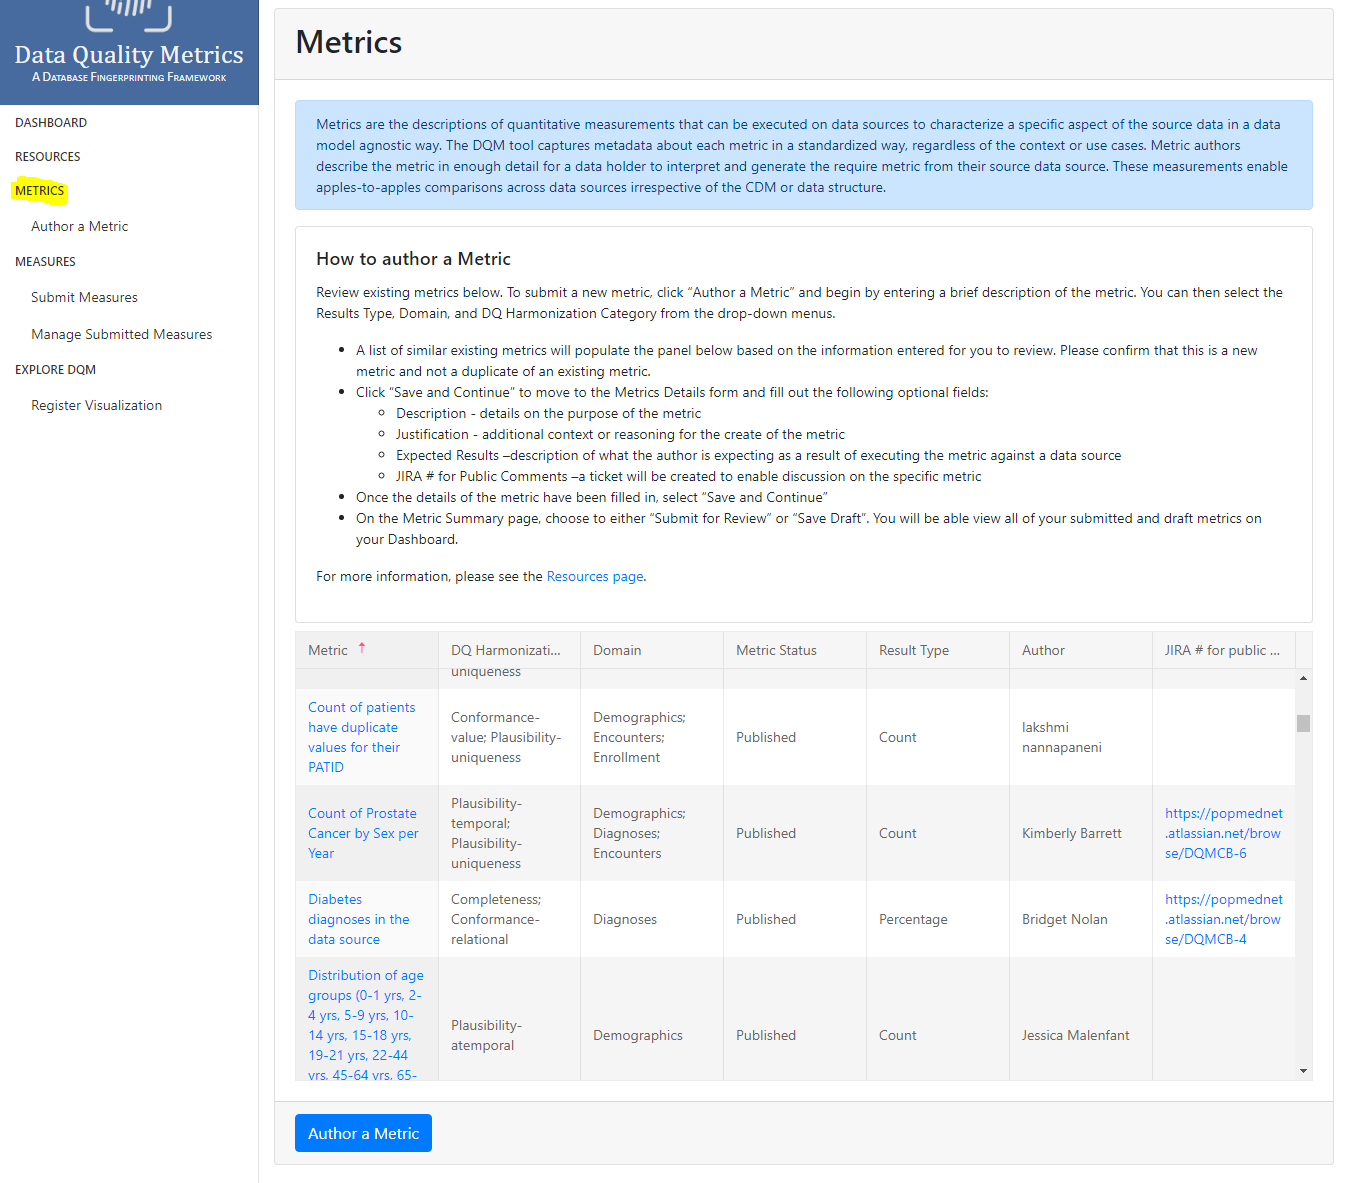 Data Quality Metrics
A Database Fingerprinting Framework
DASHBOARD
RESOURCES
METRICS
Author a Metric
MEASURES
Submit Measures
Manage Submitted Measures
EXPLORE DQM
Register Visualization
Metrics
Metrics are the descriptions of quantitative measurements that can be executed on data sources to characterize a specific aspect of the source data in a data
model agnostic way. The DQM tool captures metadata about each metric in a standardized way, regardless of the context or use cases. Metric authors
describe the metric in enough detail for a data holder to interpret and generate the require metric from their source data source. These measurements enable
apples-to-apples comparisons across data sources irrespective of the CDM or data structure.
How to author a Metric
Review existing metrics below. To submit a new metric, click “Author a Metric” and begin by entering a brief description of the metric. You can then select the
Results Type, Domain, and DQ Harmonization Category from the drop-down menus.
• A list of similar existing metrics will populate the panel below based on the information entered for you to review. Please confirm that this is a new
metric and not a duplicate of an existing metric.
• Click “Save and Continue” to move to the Metrics Details form and fill out the following optional fields:
◦ Description - details on the purpose of the metric
◦ Justification - additional context or reasoning for the create of the metric
◦ Expected Results –description of what the author is expecting as a result of executing the metric against a data source
◦ JIRA # for Public Comments –a ticket will be created to enable discussion on the specific metric
• Once the details of the metric have been filled in, select “Save and Continue”
• On the Metric Summary page, choose to either “Submit for Review” or “Save Draft”. You will be able view all of your submitted and draft metrics on
your Dashboard.
For more information, please see the Resources page.
Metric ↑ DQ Harmonizati... Domain Metric Status Result Type Author JIRA # for public ...
uniqueness
Count of patients
have duplicate
values for their
PATID
Conformance-
value; Plausibility-
uniqueness
Demographics;
Encounters;
Enrollment
Published
Count
lakshmi
nannapaneni
Count of Prostate
Cancer by Sex per
Year
Plausibility-
temporal;
Plausibility-
uniqueness
Demographics;
Diagnoses;
Encounters
Published
Count
Kimberly Barrett
https://popmednet
.atlassian.net/brow
se/DQMCB-6
Diabetes
diagnoses in the
data source
Completeness;
Conformance-
relational
Diagnoses
Published
Percentage
Bridget Nolan
https://popmednet
.atlassian.net/brow
se/DQMCB-4
Distribution of age
groups (0-1 yrs, 2-
4 yrs, 5-9 yrs, 10-
14 yrs, 15-18 yrs,
19-21 yrs, 22-44
yrs, 45-64 yrs, 65-
Plausibility-
atemporal
Demographics
Published
Count
Jessica Malenfant
Author a Metric